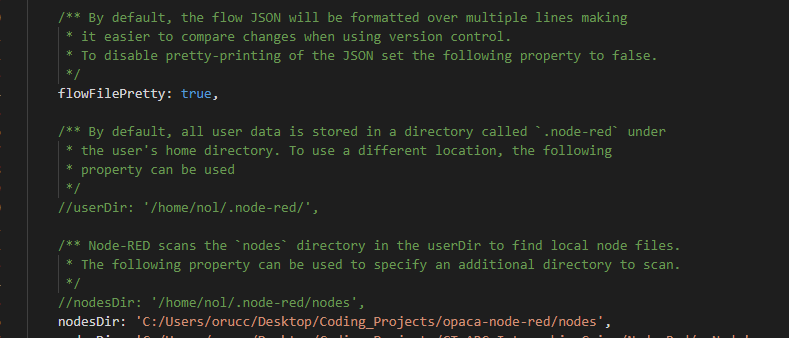 /** By default, the flow JSON will be formatted over multiple lines making
* it easier to compare changes when using version control.
* To disable pretty-printing of the JSON set the following property to false.
*/
flowFilePretty: true,
/** By default, all user data is stored in a directory called `.node-red` under
* the user's home directory. To use a different location, the following
* property can be used
*/
//userDir: '/home/nol/.node-red/',
/** Node-RED scans the `nodes` directory in the userDir to find local node files.
* The following property can be used to specify an additional directory to scan.
*/
//nodesDir: '/home/nol/.node-red/nodes',
nodesDir: 'C:/Users/orucc/Desktop/Coding_Projects/opaca-node-red/nodes',